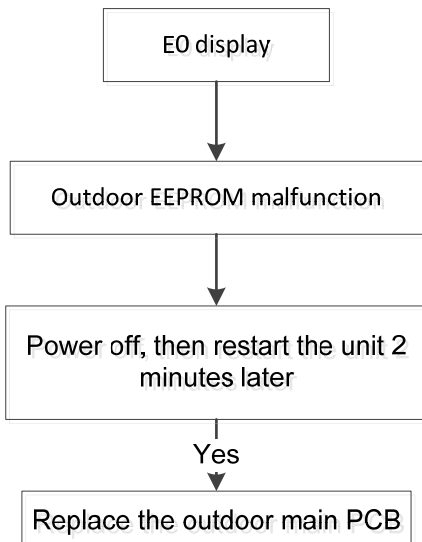 E0 display
Outdoor EEPROM malfunction
Power off, then restart the unit 2
minutes later
Yes
Replace the outdoor main PCB